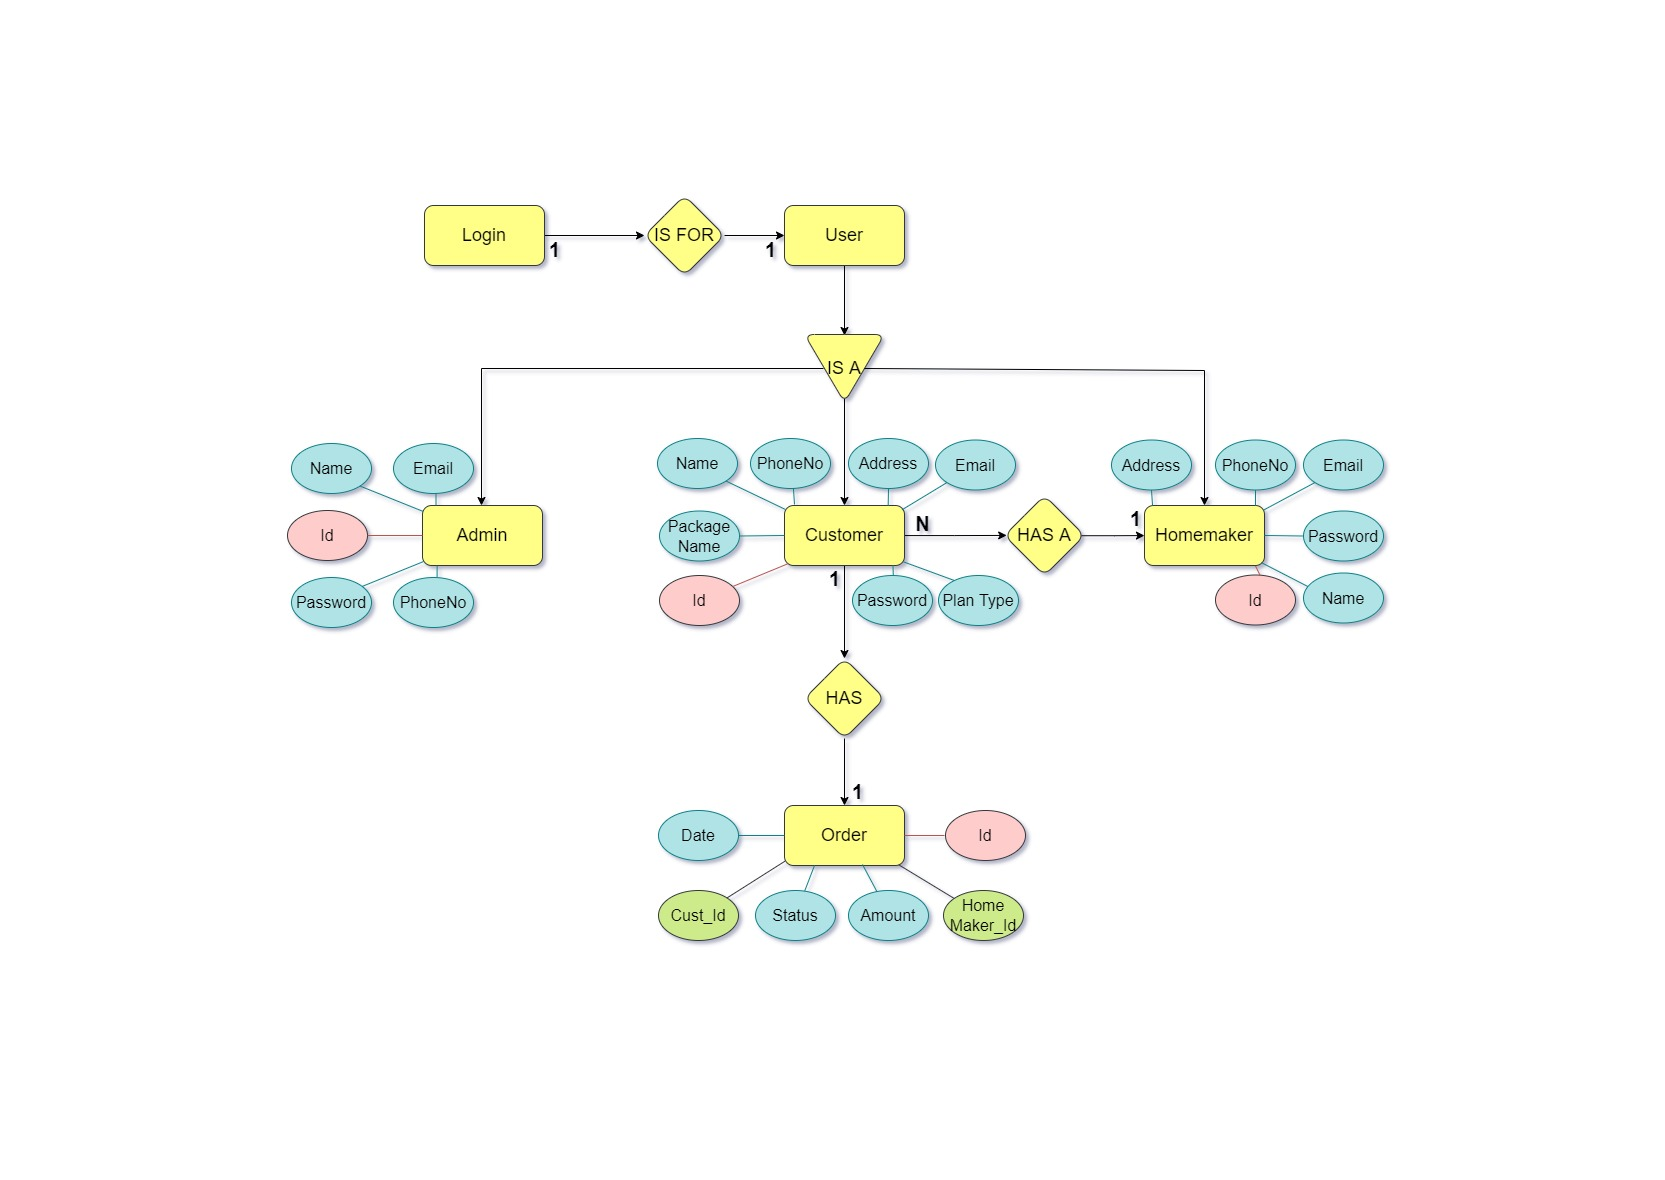 Login
1
IS FOR
1
User
IS A
Name
Email
Id
Admin
Password
PhoneNo
Name
PhoneNo
Address
Email
Package
Name
Customer
N
Id
1
Password
Plan Type
HAS A
Address
PhoneNo
Email
1
Homemaker
Password
Id
Name
HAS
1
Date
Order
Id
Cust_Id
Status
Amount
Home
Maker_Id